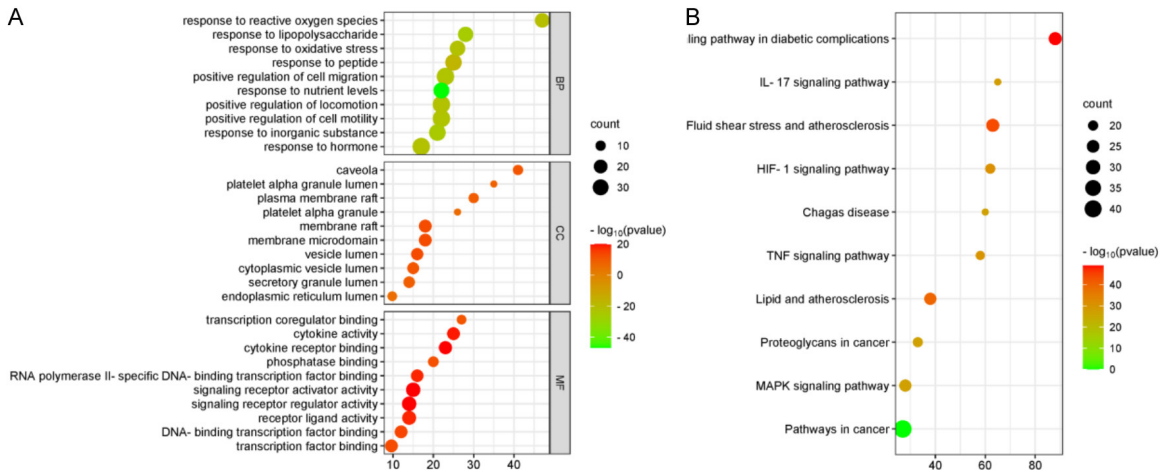 A
response to reactive oxygen species
response to lipopolysaccharide
response to oxidative stress
response to peptide
positive regulation of cell migration
response to nutrient levels
positive regulation of locomotion
positive regulation of cell motility
response to inorganic substance
response to hormone
BP
caveola
platelet alpha granule lumen
plasma membrane raft
platelet alpha granule
membrane raft
membrane microdomain
vesicle lumen
cytoplasmic vesicle lumen
secretory granule lumen
endoplasmic reticulum lumen
CC
transcription coregulator binding
cytokine activity
cytokine receptor binding
phosphatase binding
RNA polymerase II- specific DNA- binding transcription factor binding
signaling receptor activator activity
signaling receptor regulator activity
receptor ligand activity
DNA- binding transcription factor binding
transcription factor binding
MF
10 20 30 40
count
10
20
30
- log10(pvalue)
20
0
- 20
- 40
B
ling pathway in diabetic complications
IL- 17 signaling pathway
Fluid shear stress and atherosclerosis
HIF- 1 signaling pathway
Chagas disease
TNF signaling pathway
Lipid and atherosclerosis
Proteoglycans in cancer
MAPK signaling pathway
Pathways in cancer
40 60 80
count
20
25
30
35
40
- log10(pvalue)
40
30
20
10
0